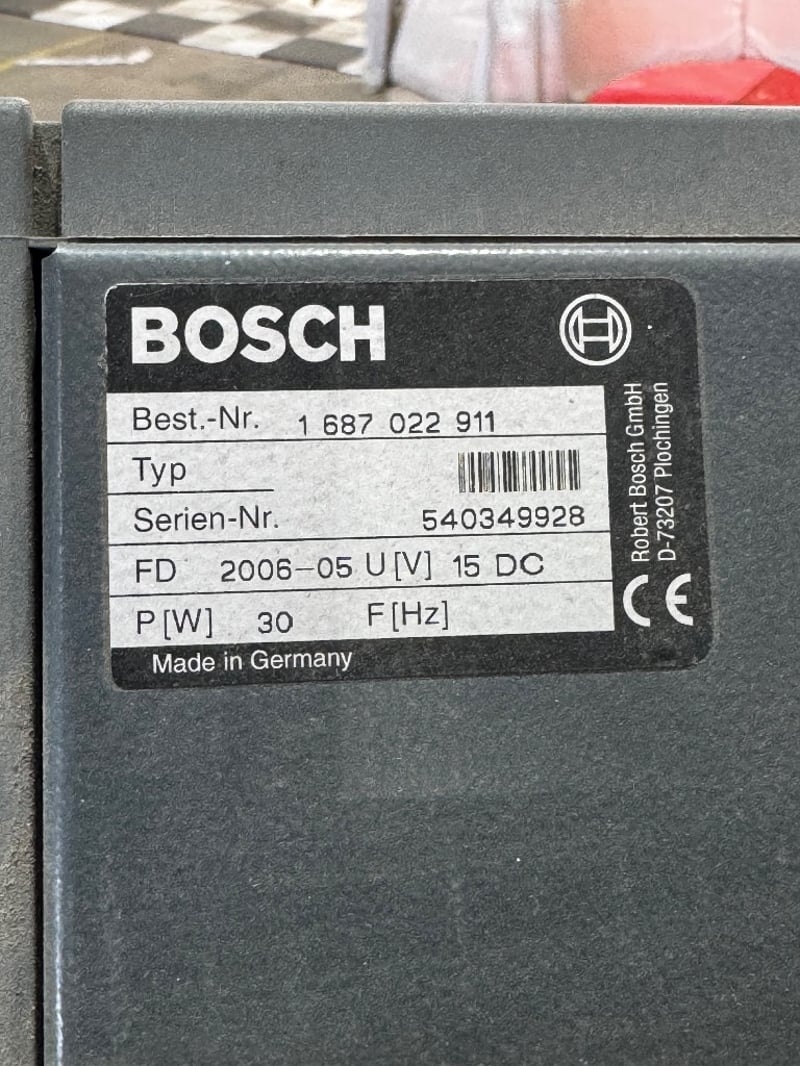 BOSCH
Best.-Nr. 1 687 022 911
Typ
Serien-Nr. 540349928
FD 2006-05 U[V] 15 DC
P[W] 30 F[Hz]
Made in Germany
Robert Bosch GmbH
D-73207 Plochingen
CE